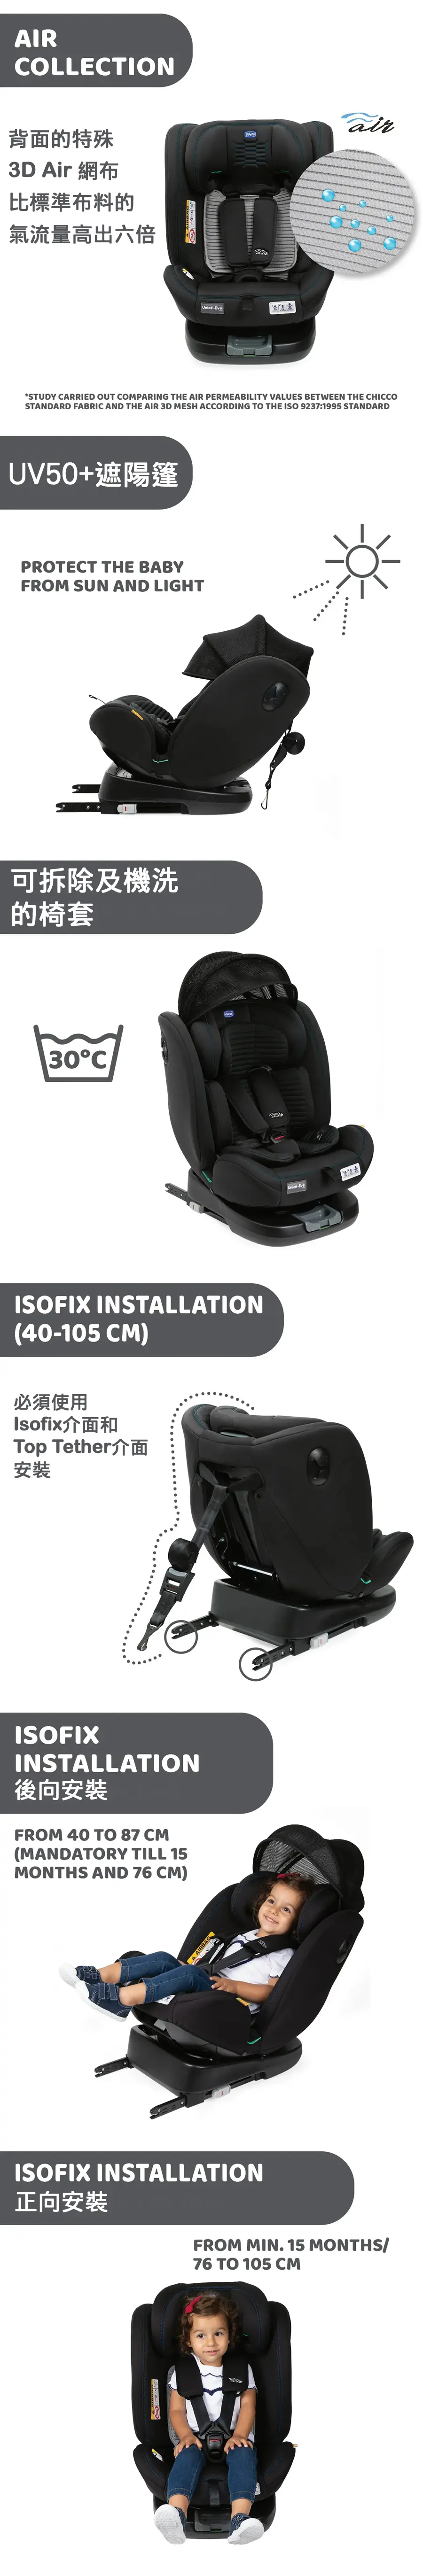 AIR
COLLECTION
背面的特殊
3D Air 網布
比標準布料的
氣流量高出六倍
air
*STUDY CARRIED OUT COMPARING THE AIR PERMEABILITY VALUES BETWEEN THE CHICCO
STANDARD FABRIC AND THE AIR 3D MESH ACCORDING TO THE ISO 9237:1995 STANDARD
UV50+遮陽篷
PROTECT THE BABY
FROM SUN AND LIGHT
可拆除及機洗
的椅套
30°C
ISOFIX INSTALLATION
(40-105 CM)
必須使用
Isofix介面和
Top Tether介面
安裝
ISOFIX
INSTALLATION
後向安裝
FROM 40 TO 87 CM
(MANDATORY TILL 15
MONTHS AND 76 CM)
AIRBAG
ISOFIX INSTALLATION
正向安裝
FROM MIN. 15 MONTHS/
76 TO 105 CM